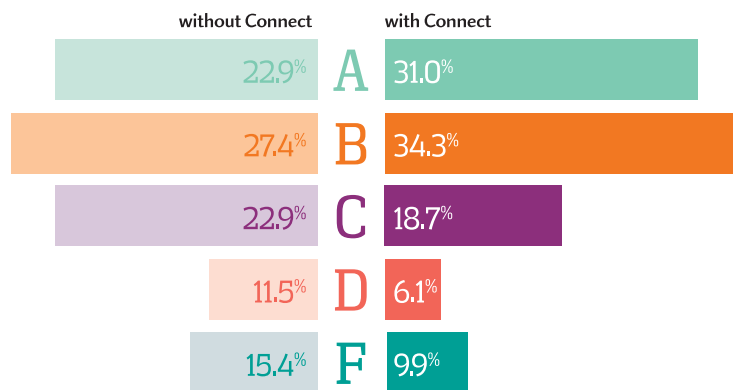 without Connect with Connect
22.9% A 31.0%
27.4% B 34.3%
22.9% C 18.7%
11.5% D 6.1%
15.4% F 9.9%